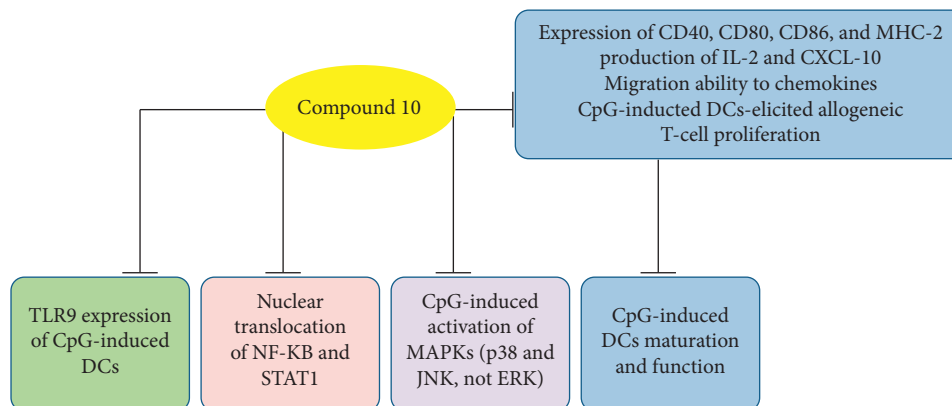 Expression of CD40, CD80, CD86, and MHC-2
production of IL-2 and CXCL-10
Migration ability to chemokines
CpG-inducted DCs-elicited allogeneic
T-cell proliferation
Compound 10
TLR9 expression
of CpG-induced
DCs
Nuclear
translocation
of NF-KB and
STAT1
CpG-induced
activation of
MAPKs (p38 and
JNK, not ERK)
CpG-induced
DCs maturation
and function